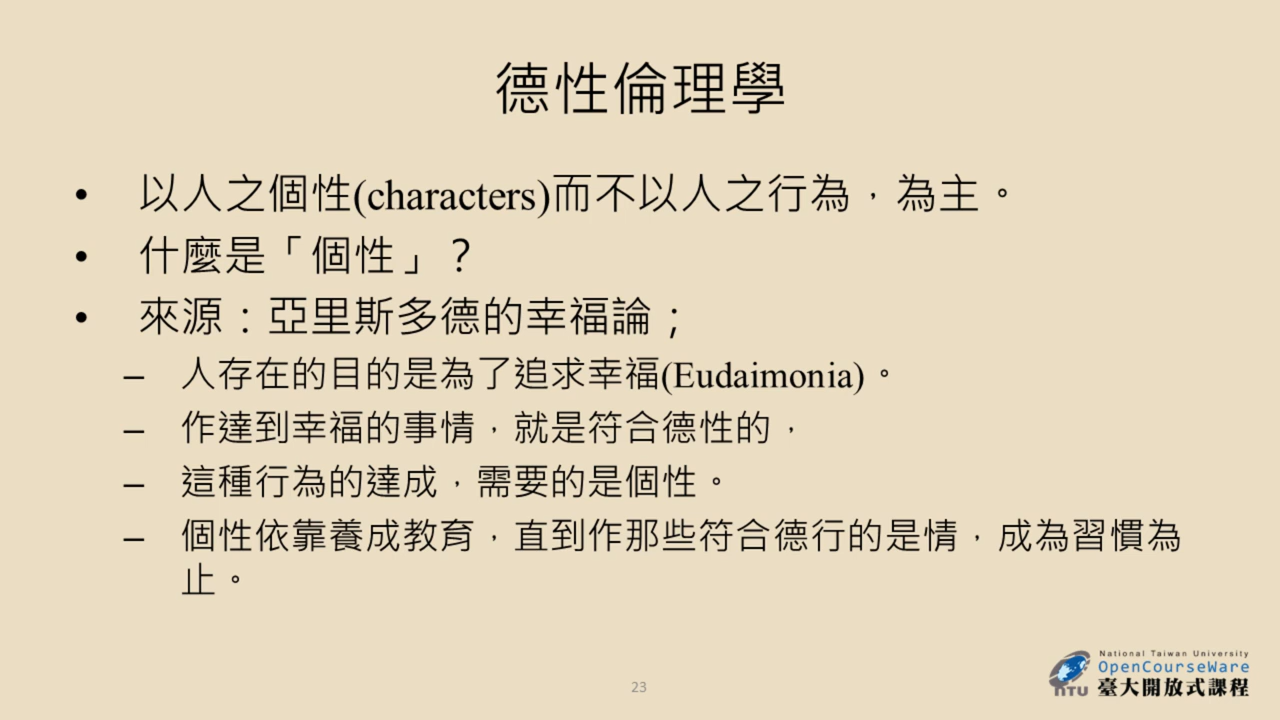 德性倫理學
• 以人之個性(characters)而不以人之行為，為主。
• 什麼是「個性」？
• 來源：亞里斯多德的幸福論；
– 人存在的目的是為了追求幸福(Eudaimonia)。
– 作達到幸福的事情，就是符合德性的，
– 這種行為的達成，需要的是個性。
– 個性依靠養成教育，直到作那些符合德行的是情，成為習慣為
止。
23
National Taiwan University
OpenCourseWare
NTU 臺大開放式課程